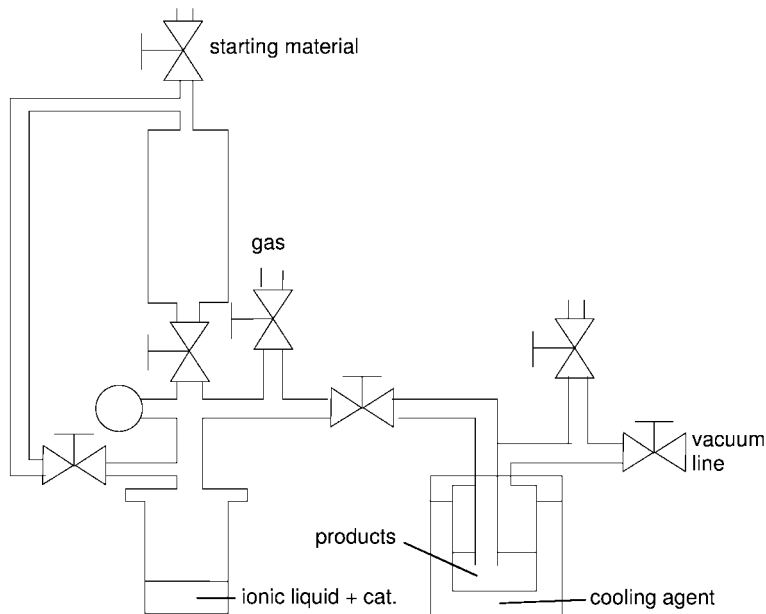 starting material
gas
vacuum
line
products
ionic liquid + cat.
cooling agent